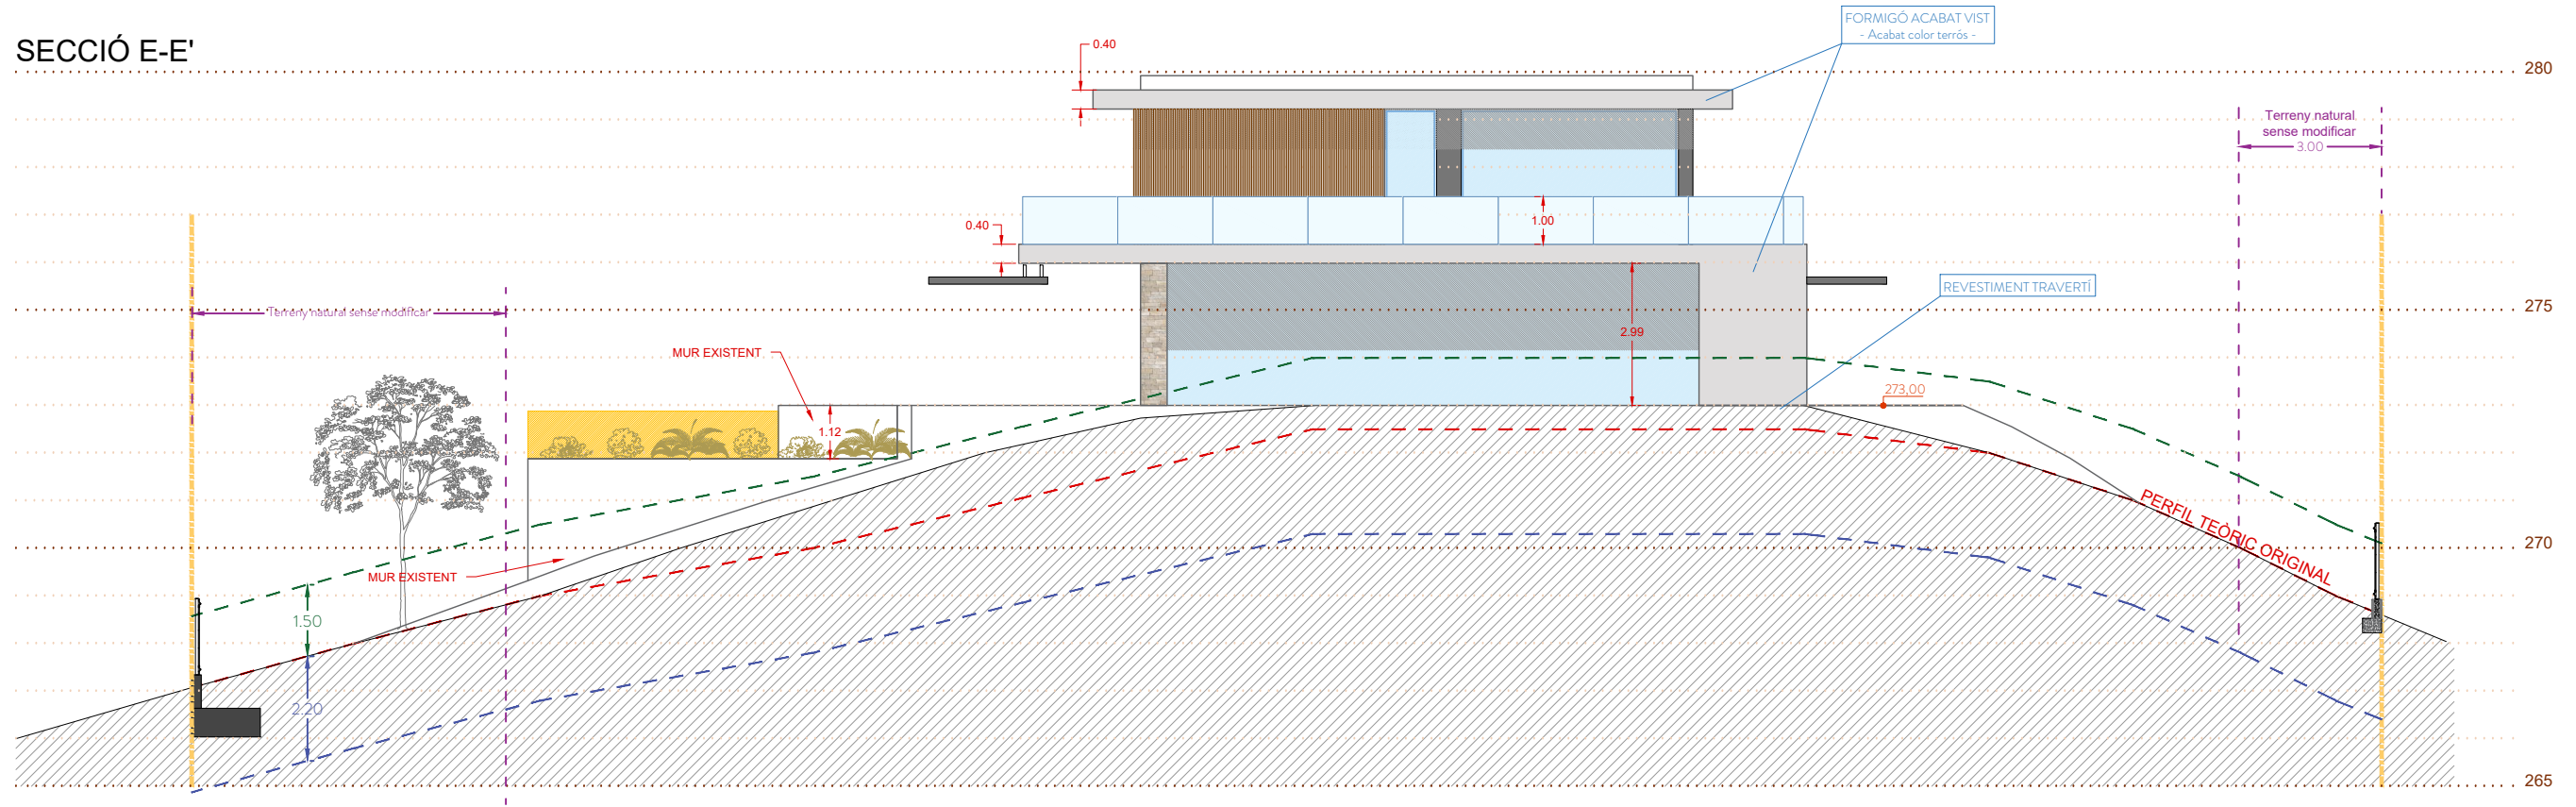 SECCIÓ E-E'
FORMIGÓ ACABAT VIST
- Acabat color terrós -
0.40
280
Terreny natural
sense modificar
3.00
1.00
0.40
REVESTIMENT TRAVERTÍ
275
Terreny natural sense modificar
2.99
MUR EXISTENT
273,00
1.12
PERFIL TEÒRIC ORIGINAL
270
MUR EXISTENT
1.50
2.20
265